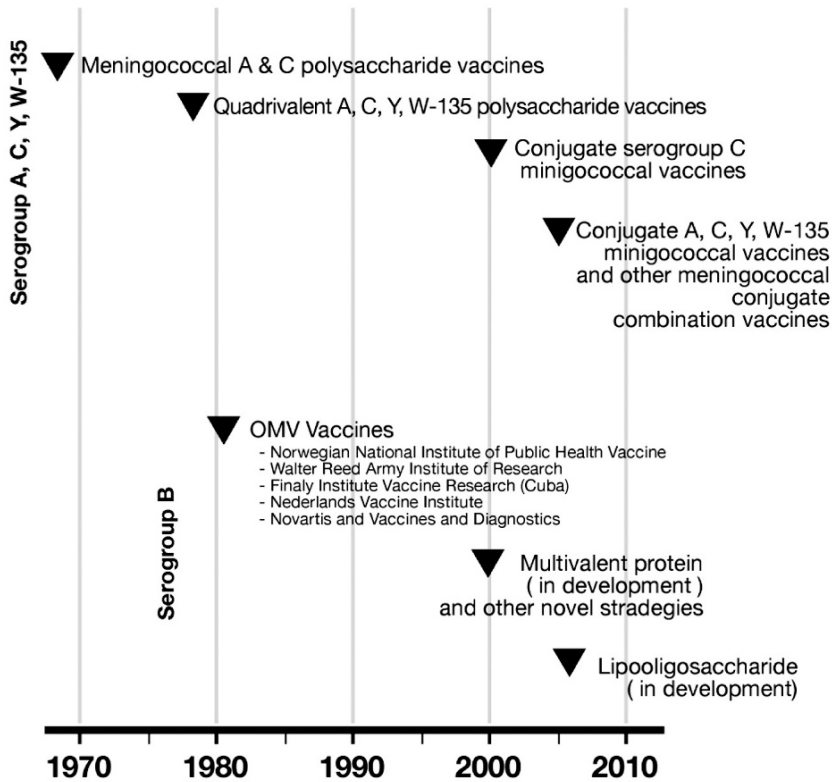 Serogroup A, C, Y, W-135
Meningococcal A & C polysaccharide vaccines
Quadrivalent A, C, Y, W-135 polysaccharide vaccines
Conjugate serogroup C
minigococcal vaccines
Conjugate A, C, Y, W-135
minigococcal vaccines
and other meningococcal
conjugate
combination vaccines
Serogroup B
OMV Vaccines
- Norwegian National Institute of Public Health Vaccine
- Walter Reed Army Institute of Research
- Finaly Institute Vaccine Research (Cuba)
- Nederlands Vaccine Institute
- Novartis and Vaccines and Diagnostics
Multivalent protein
( in development )
and other novel stradegies
Lipooligosaccharide
( in development)
1970 1980 1990 2000 2010